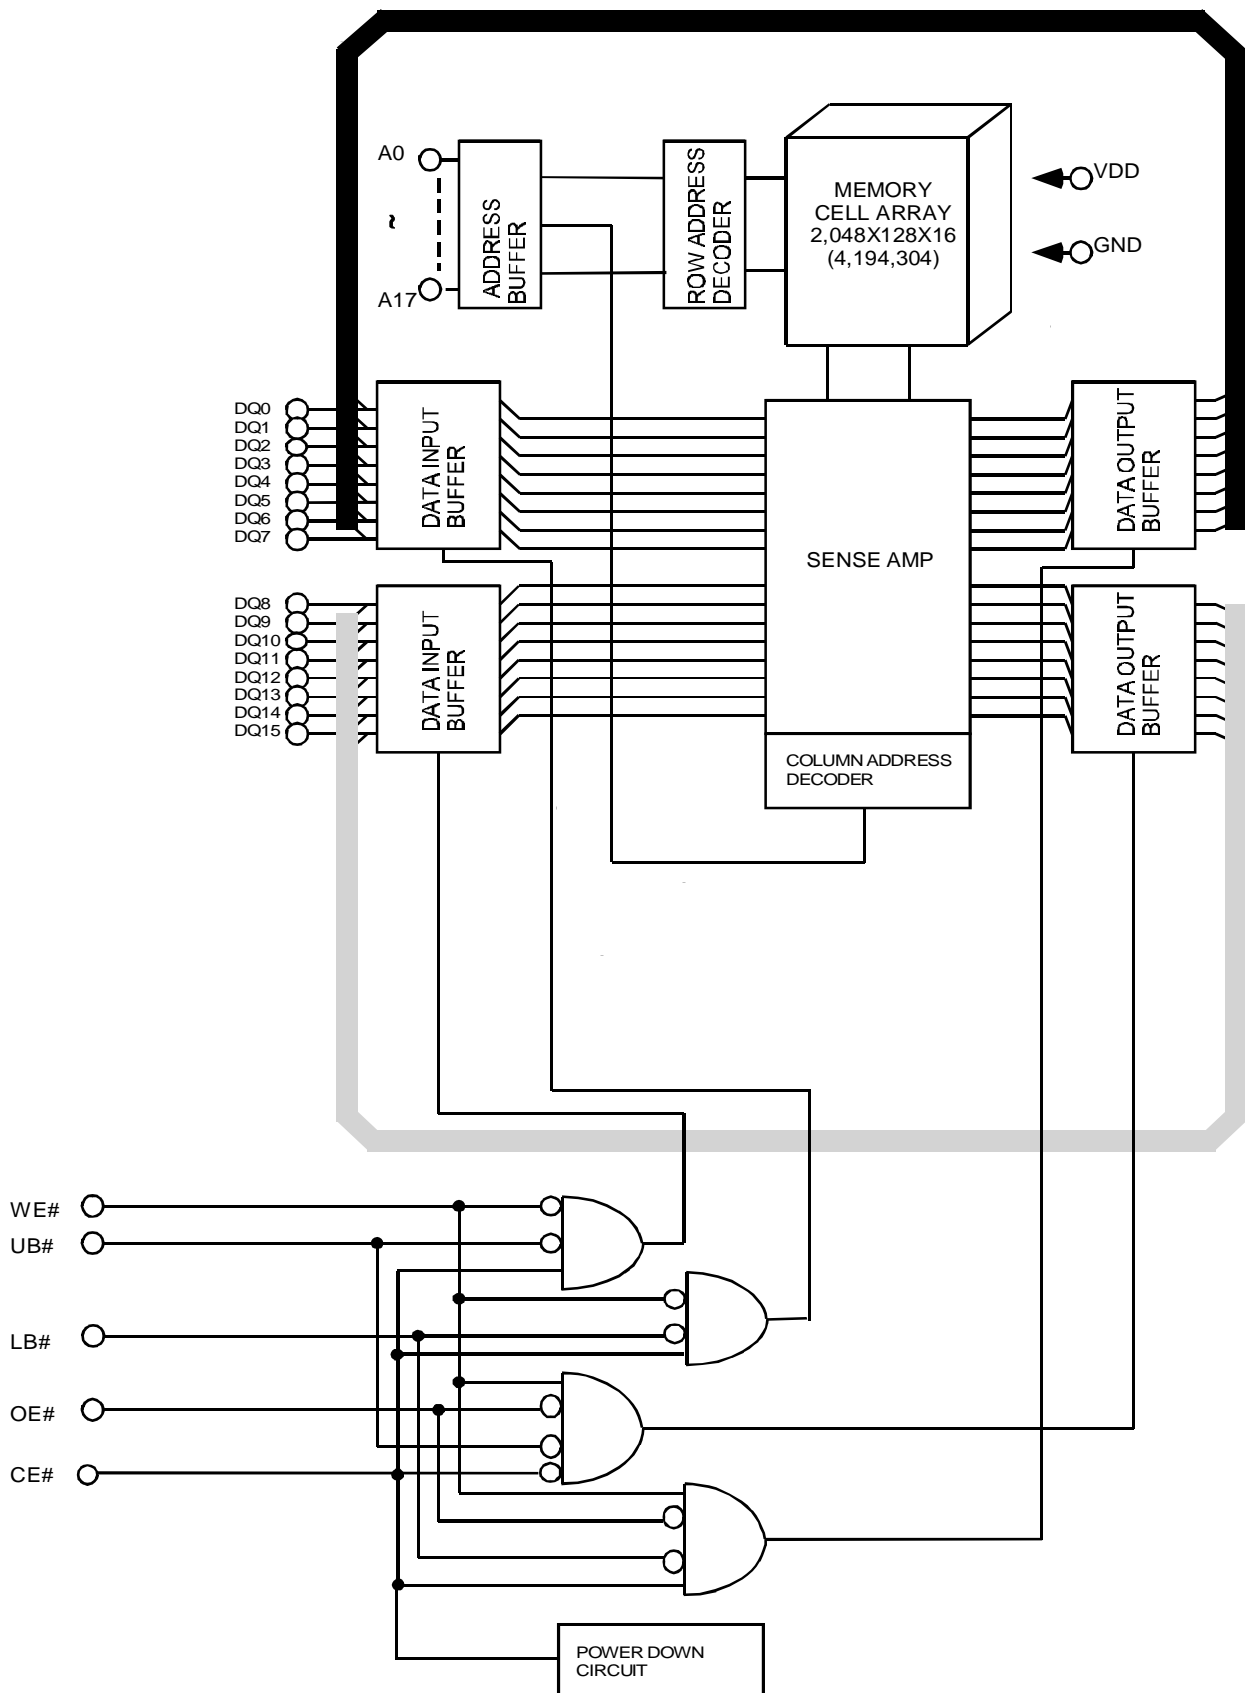 A0
~
A17
ADDRESS
BUFFER
ROW ADDRESS
DECODER
MEMORY
CELL ARRAY
2,048X128X16
(4,194,304)
VDD
GND
DQ0
DQ1
DQ2
DQ3
DQ4
DQ5
DQ6
DQ7
DATA INPUT
BUFFER
SENSE AMP
DATA OUTPUT
BUFFER
DQ8
DQ9
DQ10
DQ11
DQ12
DQ13
DQ14
DQ15
DATA INPUT
BUFFER
DATA OUTPUT
BUFFER
COLUMN ADDRESS
DECODER
WE#
UB#
LB#
OE#
CE#
POWER DOWN
CIRCUIT